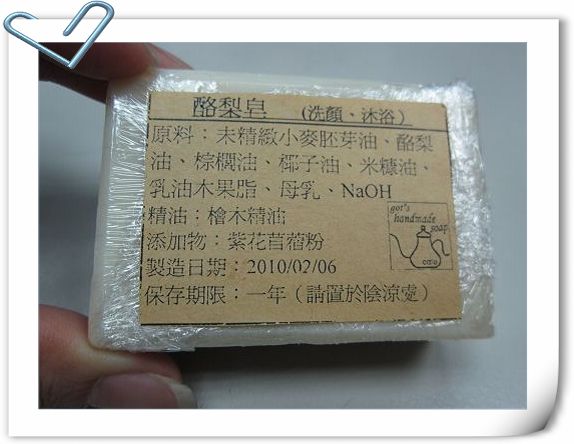 酪梨皂 (洗顏、沐浴)
原料：未精緻小麥胚芽油、酪梨
油、棕櫚油、椰子油、米糠油、
乳油木果脂、母乳、NaOH
精油：檜木精油
添加物：紫花苜蓿粉
製造日期：2010/02/06
保存期限：一年（請置於陰涼處）
got's
handmade
soap